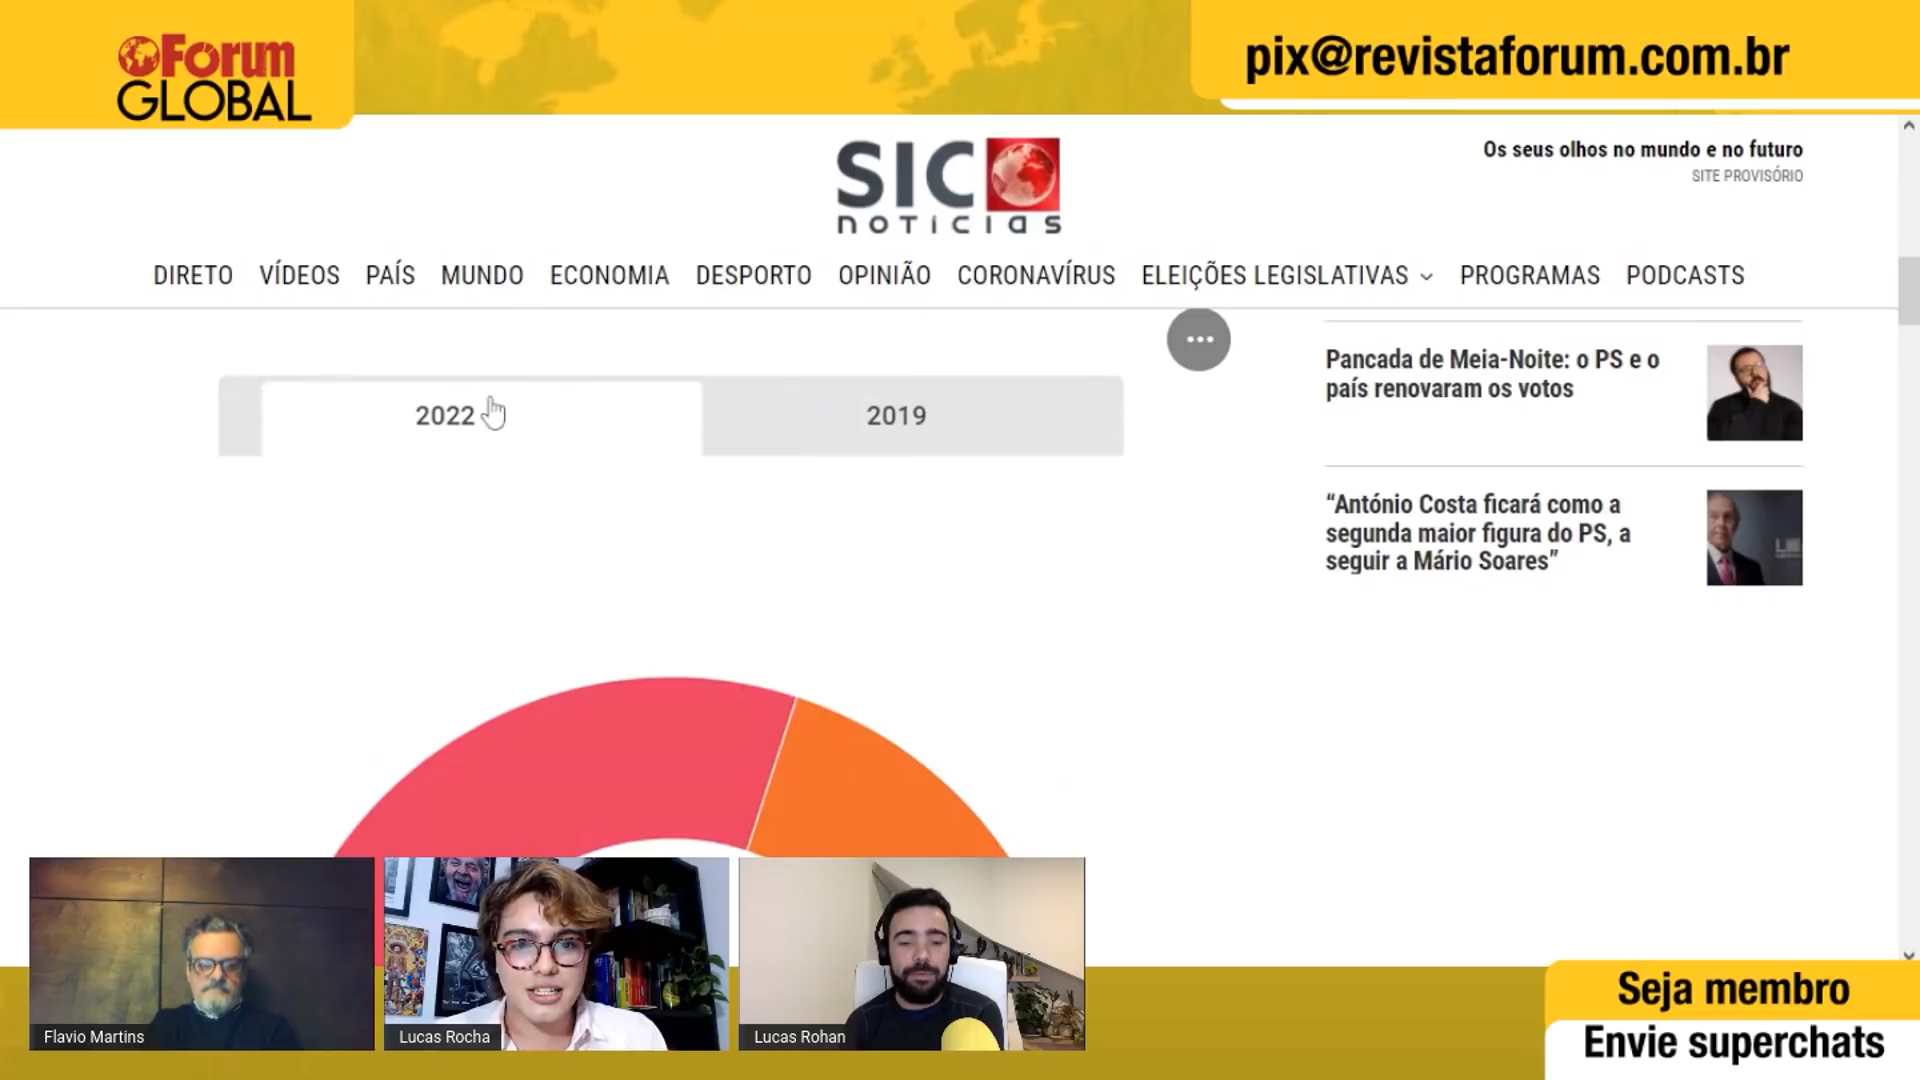 Forum
GLOBAL
pix@revistaforum.com.br
SIC
notícias
Os seus olhos no mundo e no futuro
SITE PROVISÓRIO
DIRETO VÍDEOS PAÍS MUNDO ECONOMIA DESPORTO OPINIÃO CORONAVÍRUS ELEIÇÕES LEGISLATIVAS PROGRAMAS PODCASTS
2022
2019
Pancada de Meia-Noite: o PS e o
país renovaram os votos
“António Costa ficará como a
segunda maior figura do PS, a
seguir a Mário Soares”
Flavio Martins
Lucas Rocha
Lucas Rohan
Seja membro
Envie superchats